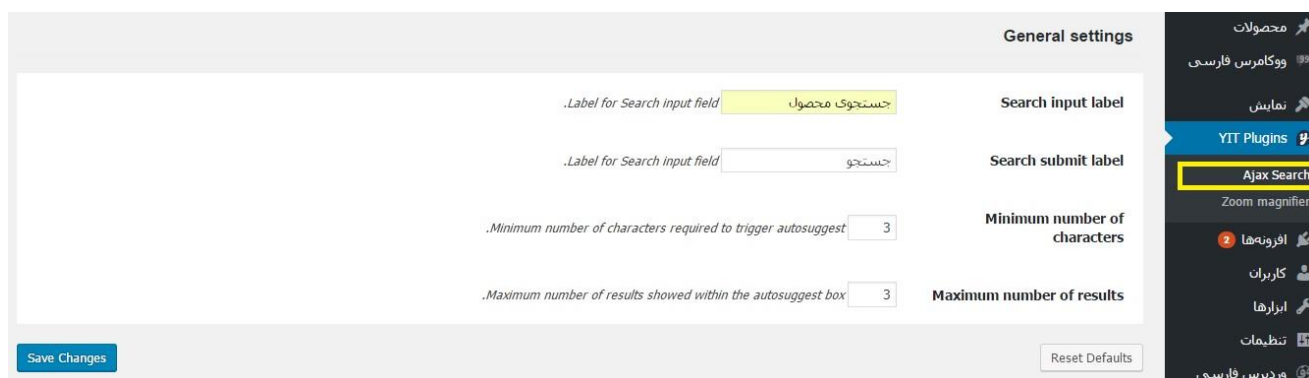 محصولات
ووکامرس فارسی
نمایش
YIT Plugins
Ajax Search
Zoom magnifier
افزونه‌ها 2
کاربران
ابزارها
تنظیمات
وردپرس فارسی
General settings
Search input label
جستجوی محصول
.Label for Search input field
Search submit label
جستجو
.Label for Search input field
Minimum number of
characters
3
.Minimum number of characters required to trigger autosuggest
Maximum number of results
3
.Maximum number of results showed within the autosuggest box
Reset Defaults
Save Changes